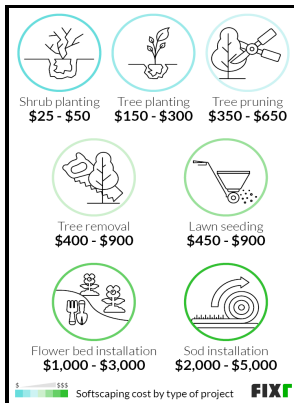 Shrub planting
$25 - $50
Tree planting
$150 - $300
Tree pruning
$350 - $650
Tree removal
$400 - $900
Lawn seeding
$450 - $900
Flower bed installation
$1,000 - $3,000
Sod installation
$2,000 - $5,000
$ $$$
Softscaping cost by type of project
FIXr